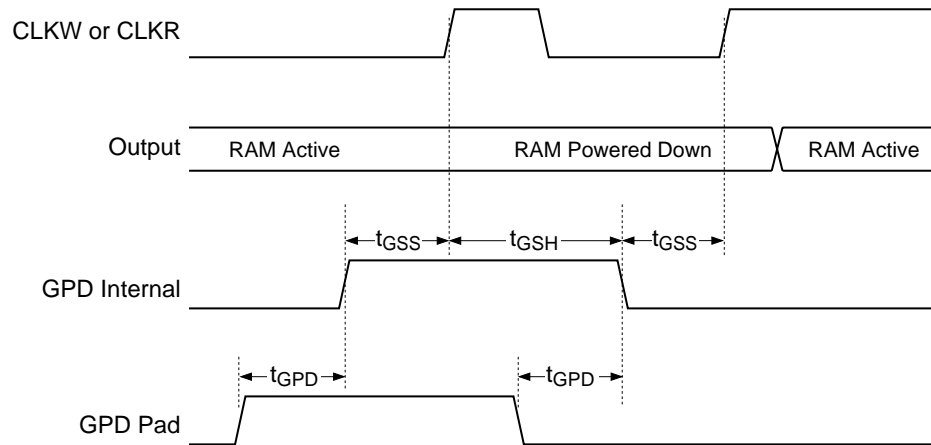 CLKW or CLKR
Output
RAM Active
RAM Powered Down
RAM Active
tGSS
tGSH
tGSS
GPD Internal
tGPD
tGPD
GPD Pad